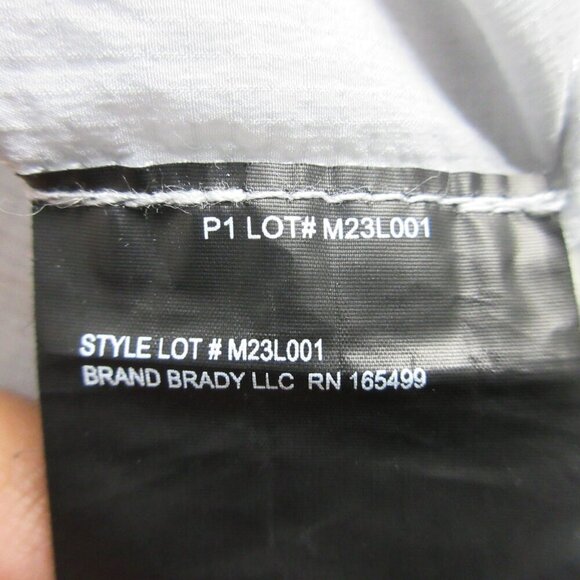 P1 LOT# M23L001
STYLE LOT # M23L001
BRAND BRADY LLC RN 165499